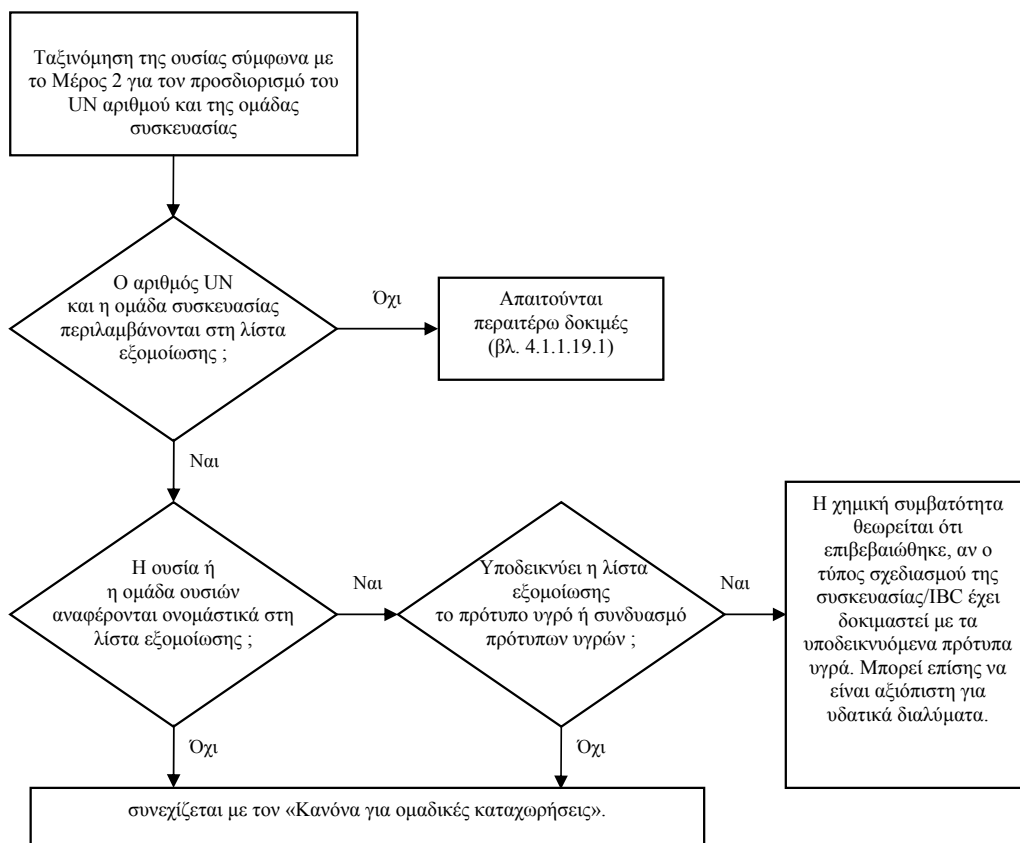 Ταξινόμηση της ουσίας σύμφωνα με
το Μέρος 2 για τον προσδιορισμό του
UN αριθμού και της ομάδας
συσκευασίας
Ο αριθμός UN
και η ομάδα συσκευασίας
περιλαμβάνονται στη λίστα
εξομοίωσης ;
Όχι
Απαιτούνται
περαιτέρω δοκιμές
(βλ. 4.1.1.19.1)
Ναι
Η ουσία ή
η ομάδα ουσιών
αναφέρονται ονομάστικά στη
λίστα εξομοίωσης ;
Ναι
Υποδεικνύει η λίστα
εξομοίωσης
το πρότυπο υγρό ή συνδυασμό
πρότυπων υγρών ;
Ναι
Η χημική συμβατότητα
θεωρείται ότι
επιβεβαιώθηκε, αν ο
τύπος σχεδιασμού της
συσκευασίας/IBC έχει
δοκιμαστεί με τα
υποδεικνυόμενα πρότυπα
υγρά. Μπορεί επίσης να
είναι αξιόπιστη για
υδατικά διαλύματα.
Όχι
Όχι
συνεχίζεται με τον «Κανόνα για ομαδικές καταχωρήσεις».